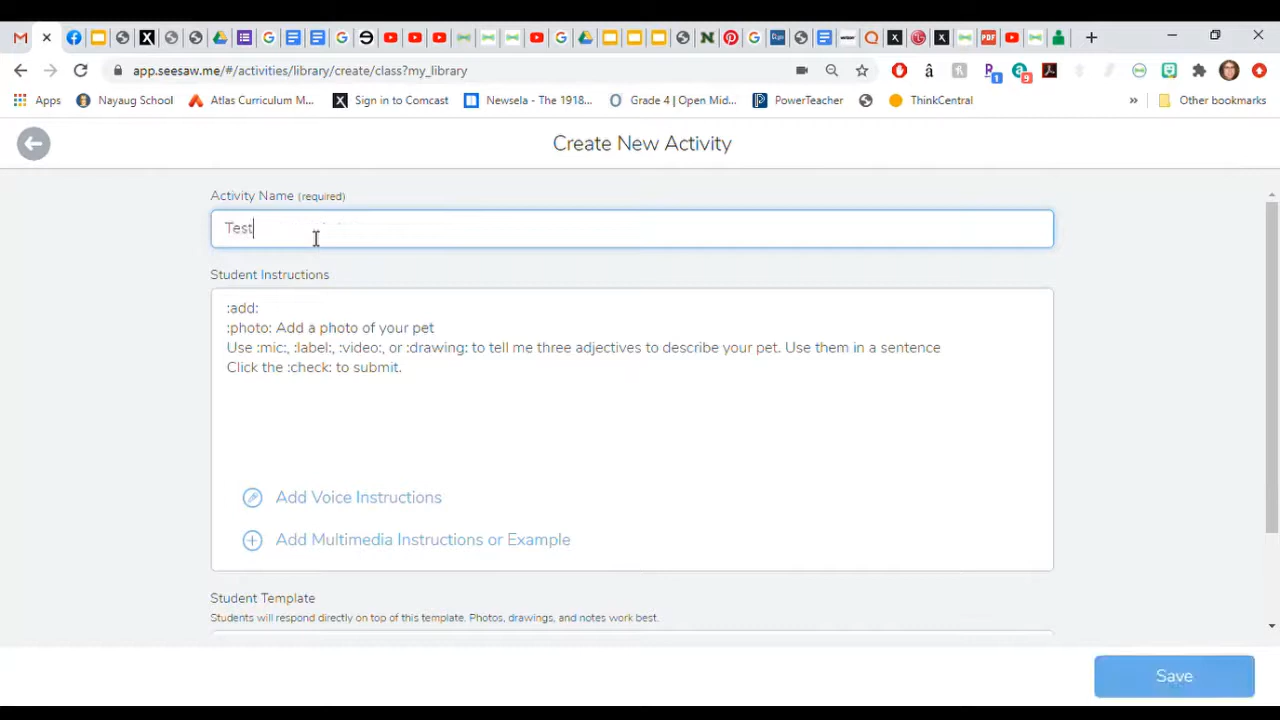 app.seesaw.me/#/activities/library/create/class?my_library
Apps
Nayaug School
Atlas Curriculum M...
Sign in to Comcast
Newsela - The 1918...
Grade 4 | Open Mid...
PowerTeacher
ThinkCentral
»
Other bookmarks
Create New Activity
Activity Name (required)
Test
Student Instructions
:add:
:photo: Add a photo of your pet
Use :mic:, :label:, :video:, or :drawing: to tell me three adjectives to describe your pet. Use them in a sentence
Click the :check: to submit.
Add Voice Instructions
Add Multimedia Instructions or Example
Student Template
Students will respond directly on top of this template. Photos, drawings, and notes work best.
Save